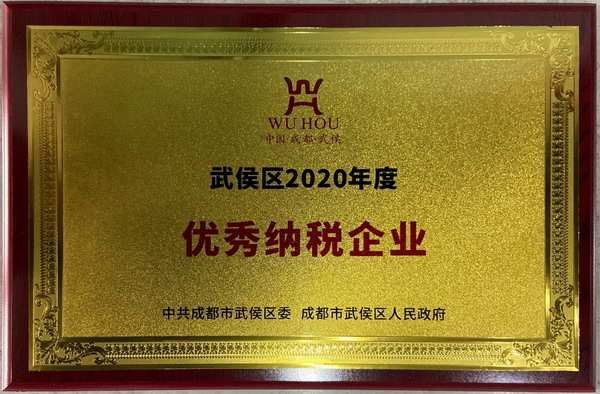 WU HOU
中国·成都·武侯
武侯区2020年度
优秀纳税企业
中共成都市武侯区委 成都市武侯区人民政府